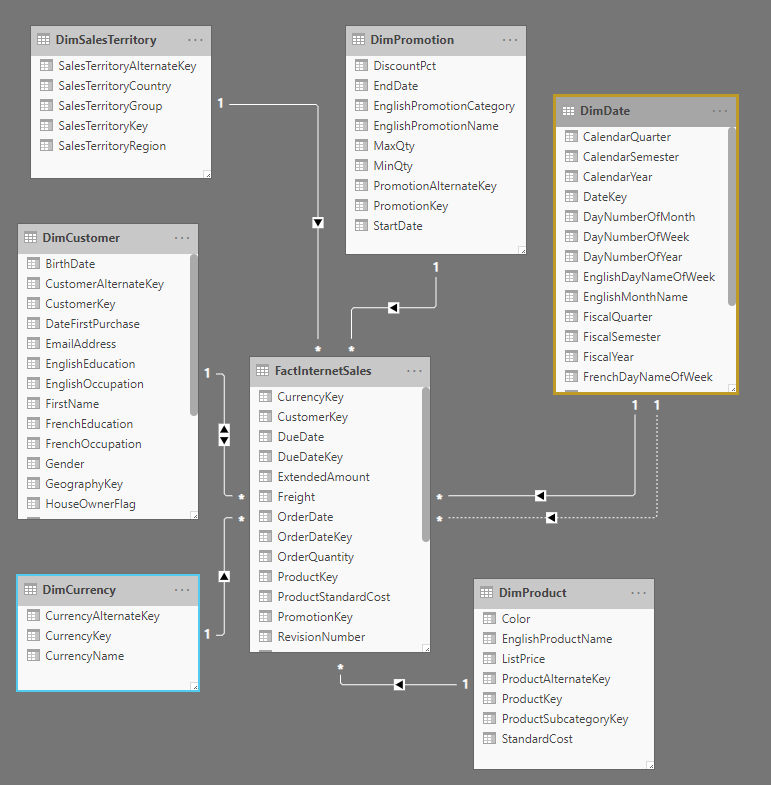 DimSalesTerritory ...
SalesTerritoryAlternateKey
SalesTerritoryCountry
SalesTerritoryGroup
SalesTerritoryKey
SalesTerritoryRegion
1
DimPromotion ...
DiscountPct
EndDate
EnglishPromotionCategory
EnglishPromotionName
MaxQty
MinQty
PromotionAlternateKey
PromotionKey
StartDate
1
DimDate ...
CalendarQuarter
CalendarSemester
CalendarYear
DateKey
DayNumberOfMonth
DayNumberOfWeek
DayNumberOfYear
EnglishDayNameOfWeek
EnglishMonthName
FiscalQuarter
FiscalSemester
FiscalYear
FrenchDayNameOfWeek
1 1
DimCustomer ...
BirthDate
CustomerAlternateKey
CustomerKey
DateFirstPurchase
EmailAddress
EnglishEducation
EnglishOccupation
FirstName
FrenchEducation
FrenchOccupation
Gender
GeographyKey
HouseOwnerFlag
1
* *
FactInternetSales ...
CurrencyKey
CustomerKey
DueDate
DueDateKey
ExtendedAmount
Freight
OrderDate
OrderDateKey
OrderQuantity
ProductKey
ProductStandardCost
PromotionKey
RevisionNumber
* *
* *
*
DimCurrency ...
CurrencyAlternateKey
CurrencyKey
CurrencyName
1
DimProduct ...
Color
EnglishProductName
ListPrice
ProductAlternateKey
ProductKey
ProductSubcategoryKey
StandardCost
1